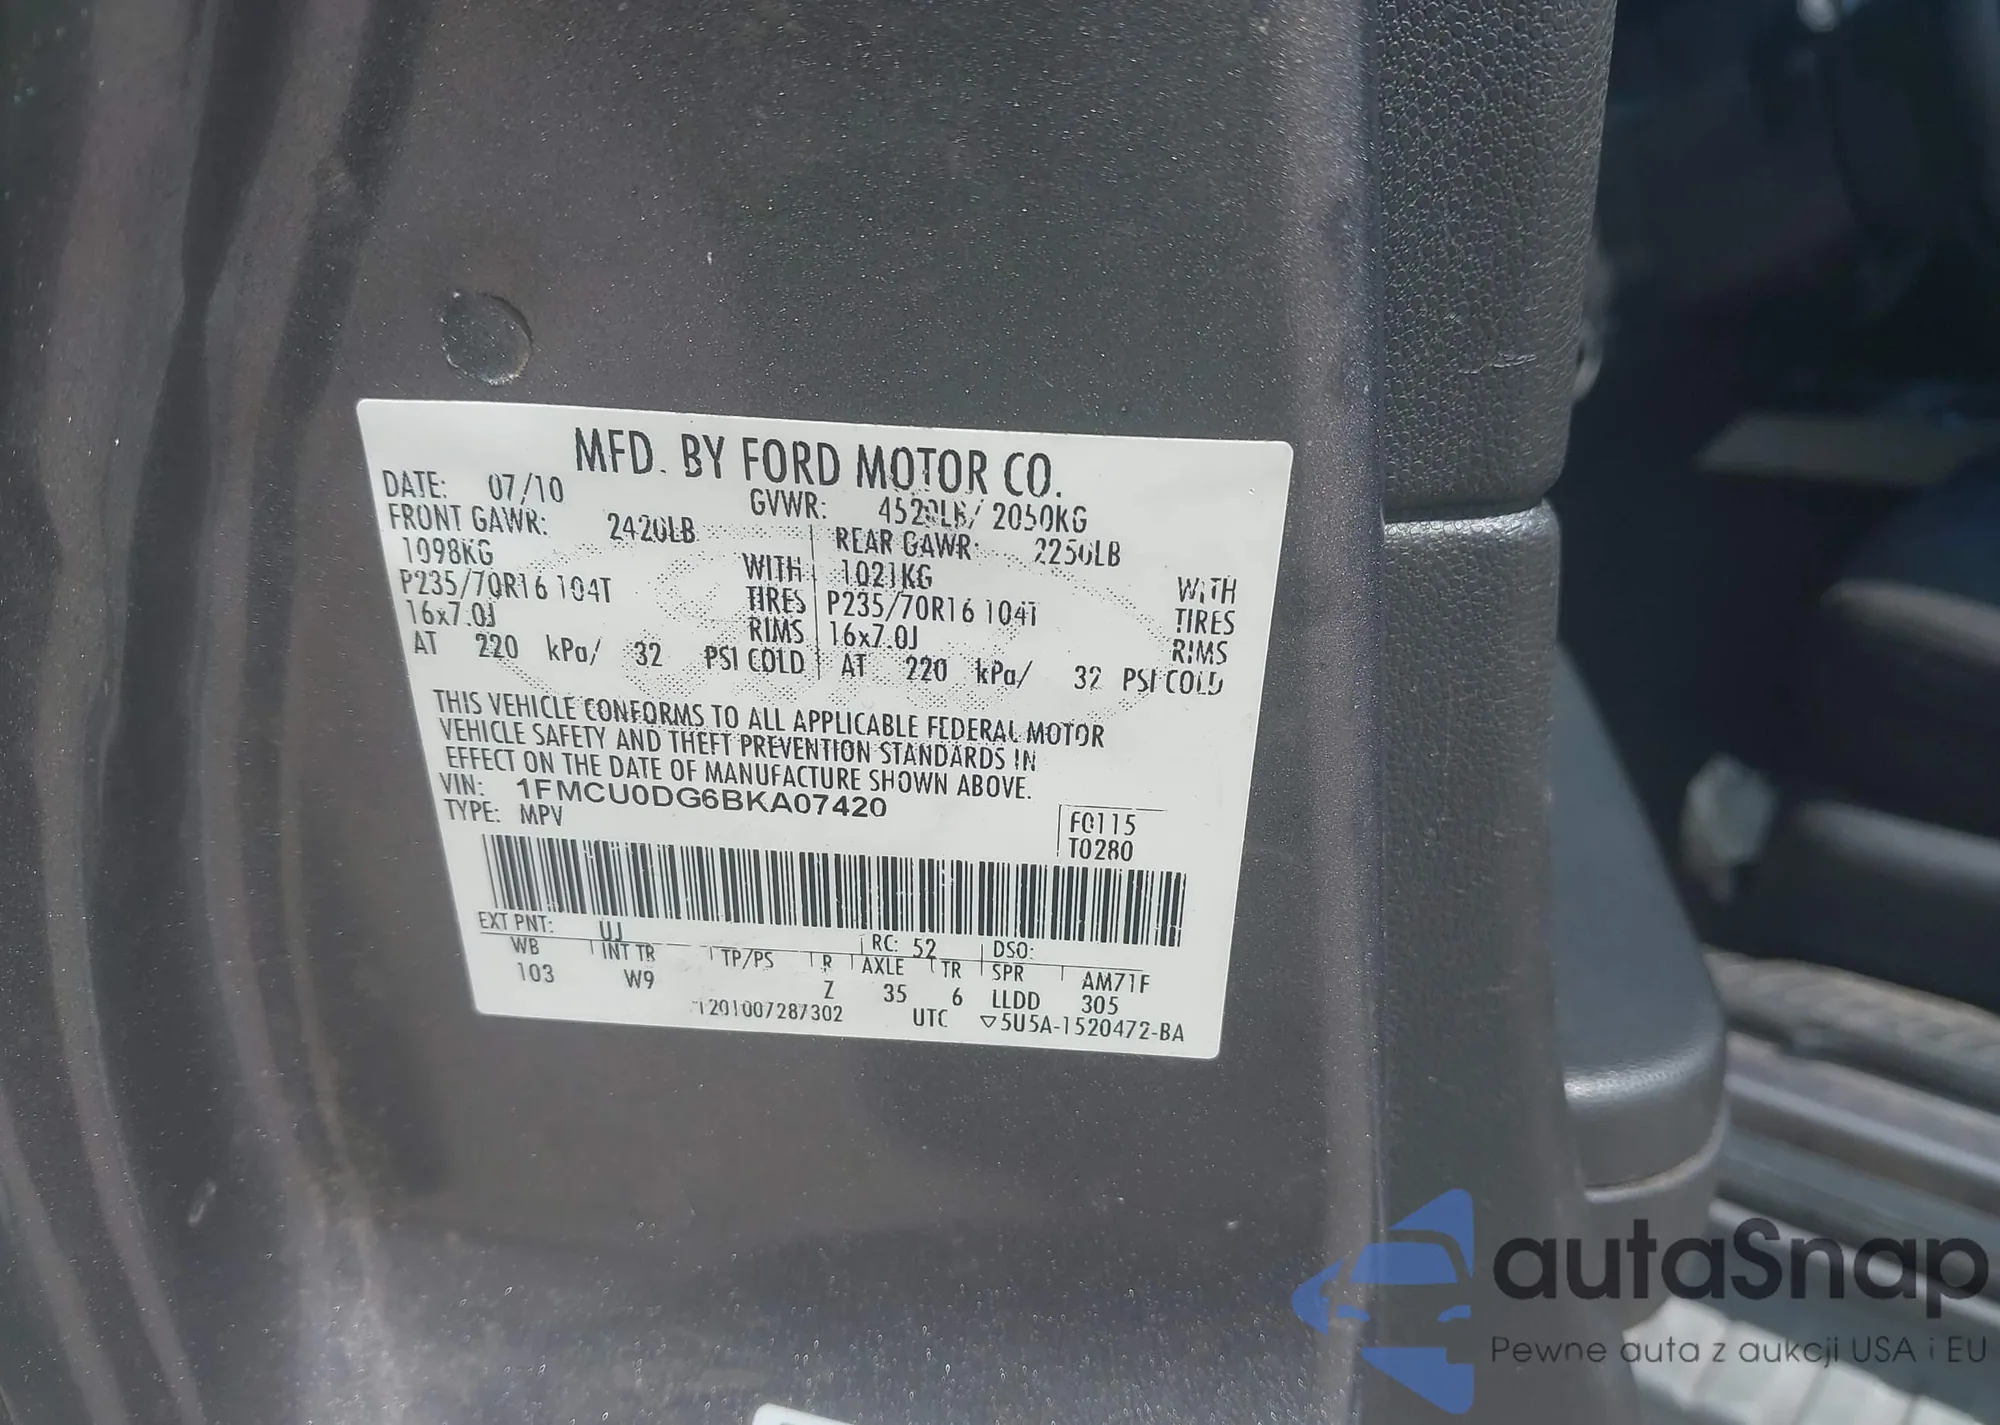 MFD. BY FORD MOTOR CO.
DATE: 07/10 GVWR: 4520LB/ 2050KG
FRONT GAWR: 2420LB REAR GAWR: 2250LB
1098KG WITH 1021KG WITH
P235/70R16 104T TIRES P235/70R16 104T TIRES
16x7.0J RIMS 16x7.0J RIMS
AT 220 kPa/ 32 PSI COLD AT 220 kPa/ 32 PSI COLD
THIS VEHICLE CONFORMS TO ALL APPLICABLE FEDERAL MOTOR
VEHICLE SAFETY AND THEFT PREVENTION STANDARDS IN
EFFECT ON THE DATE OF MANUFACTURE SHOWN ABOVE.
VIN: 1FMCU0DG6BKA07420
TYPE: MPV
F0115
T0280
EXT PNT: UJ RC: 52 DSO:
WB INT TR TP/PS R AXLE TR SPR AM71F
103 W9 Z 35 6 LLDD 305
1201007287302 UTC ▽5U5A-1520472-BA
autaSnap
Pewne auta z aukcji USA i EU